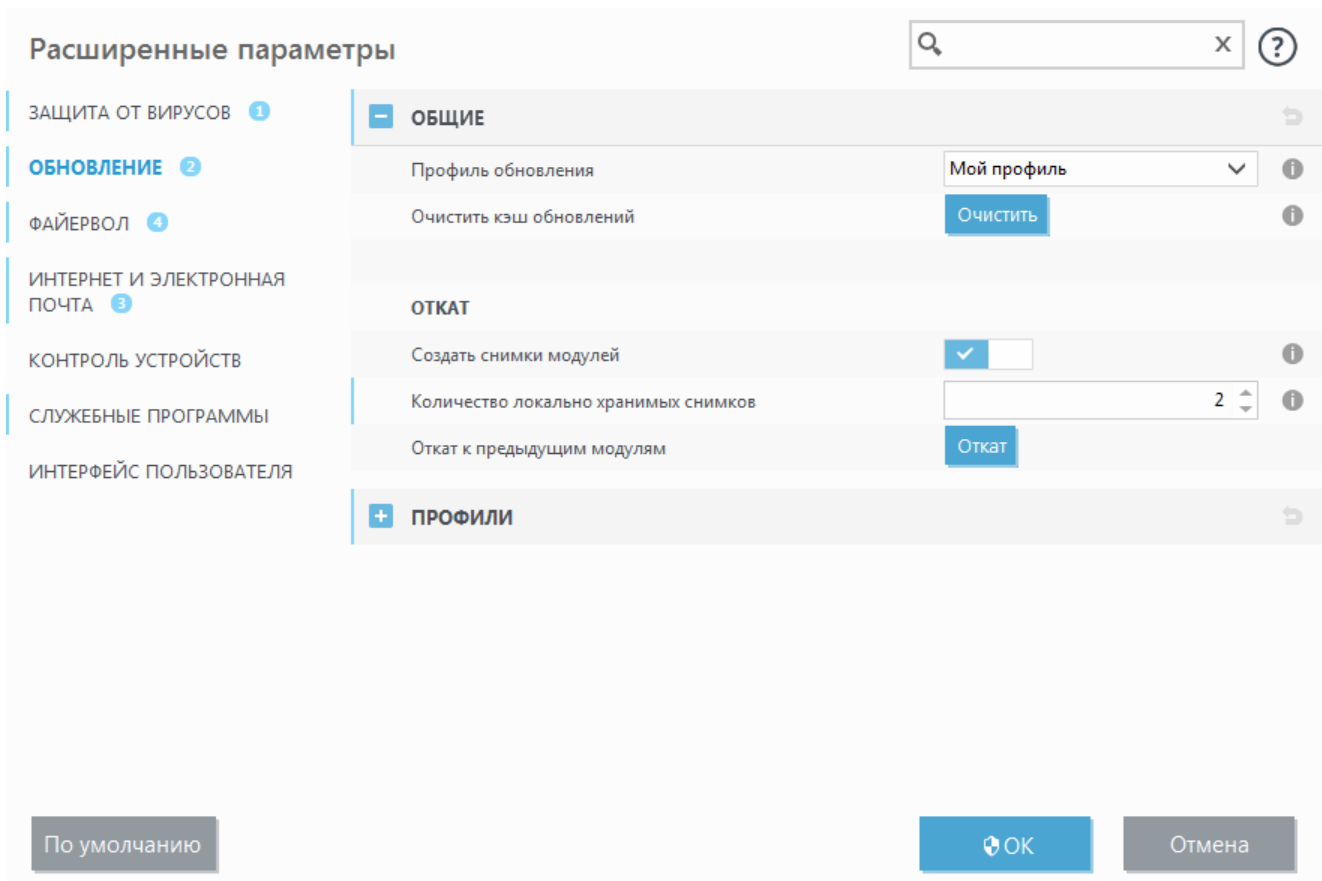 Расширенные параметры
x
?
ЗАЩИТА ОТ ВИРУСОВ 1
ОБНОВЛЕНИЕ 2
ФАЙЕРВОЛ 4
ИНТЕРНЕТ И ЭЛЕКТРОННАЯ
ПОЧТА 3
КОНТРОЛЬ УСТРОЙСТВ
СЛУЖЕБНЫЕ ПРОГРАММЫ
ИНТЕРФЕЙС ПОЛЬЗОВАТЕЛЯ
ОБЩИЕ
Профиль обновления Мой профиль
Очистить кэш обновлений Очистить
ОТКАТ
Создать снимки модулей
Количество локально хранимых снимков 2
Откат к предыдущим модулям Откат
ПРОФИЛИ
По умолчанию
ОК
Отмена